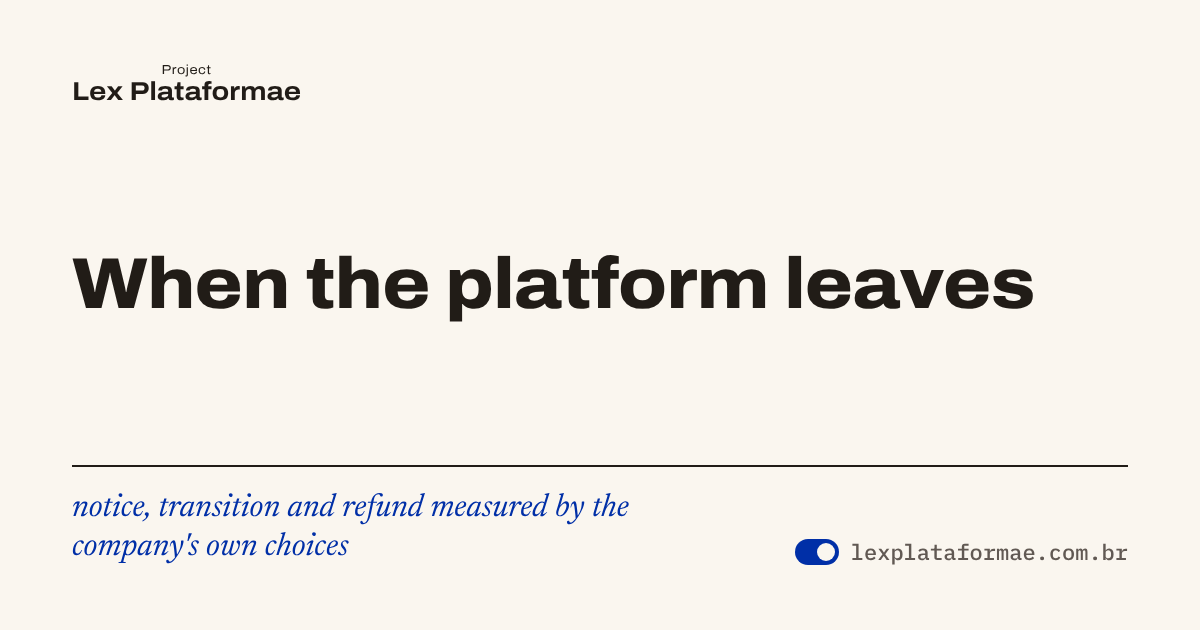 Project
Lex Plataformae
When the platform leaves
notice, transition and refund measured by the
company's own choices
lexplataformae.com.br